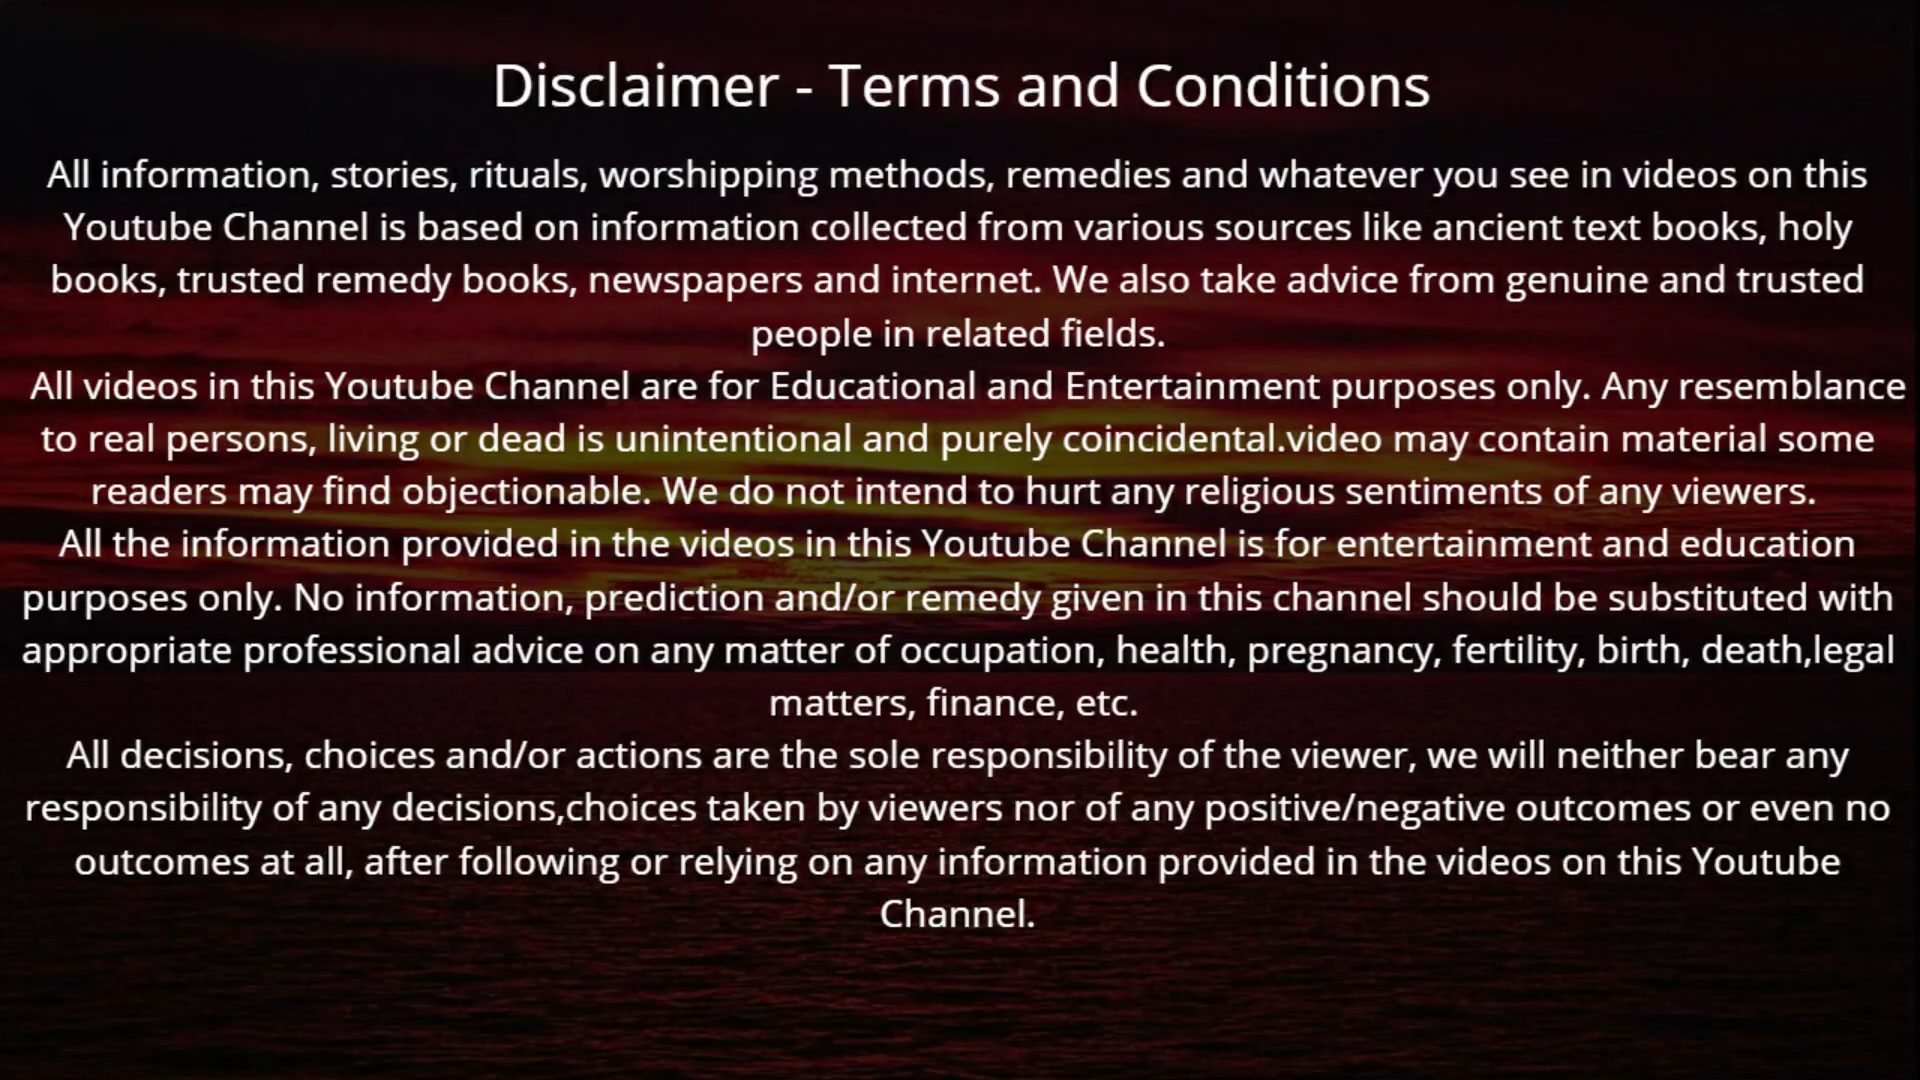 Disclaimer - Terms and Conditions
All information, stories, rituals, worshipping methods, remedies and whatever you see in videos on this
Youtube Channel is based on information collected from various sources like ancient text books, holy
books, trusted remedy books, newspapers and internet. We also take advice from genuine and trusted
people in related fields.
All videos in this Youtube Channel are for Educational and Entertainment purposes only. Any resemblance
to real persons, living or dead is unintentional and purely coincidental.video may contain material some
readers may find objectionable. We do not intend to hurt any religious sentiments of any viewers.
All the information provided in the videos in this Youtube Channel is for entertainment and education
purposes only. No information, prediction and/or remedy given in this channel should be substituted with
appropriate professional advice on any matter of occupation, health, pregnancy, fertility, birth, death,legal
matters, finance, etc.
All decisions, choices and/or actions are the sole responsibility of the viewer, we will neither bear any
responsibility of any decisions,choices taken by viewers nor of any positive/negative outcomes or even no
outcomes at all, after following or relying on any information provided in the videos on this Youtube
Channel.